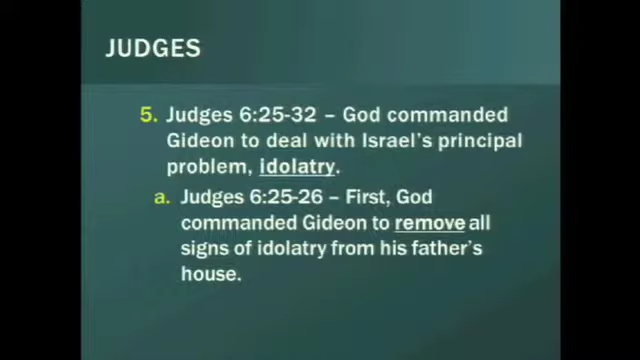 JUDGES
5. Judges 6:25-32 – God commanded
Gideon to deal with Israel's principal
problem, idolatry.
a. Judges 6:25-26 – First, God
commanded Gideon to remove all
signs of idolatry from his father's
house.